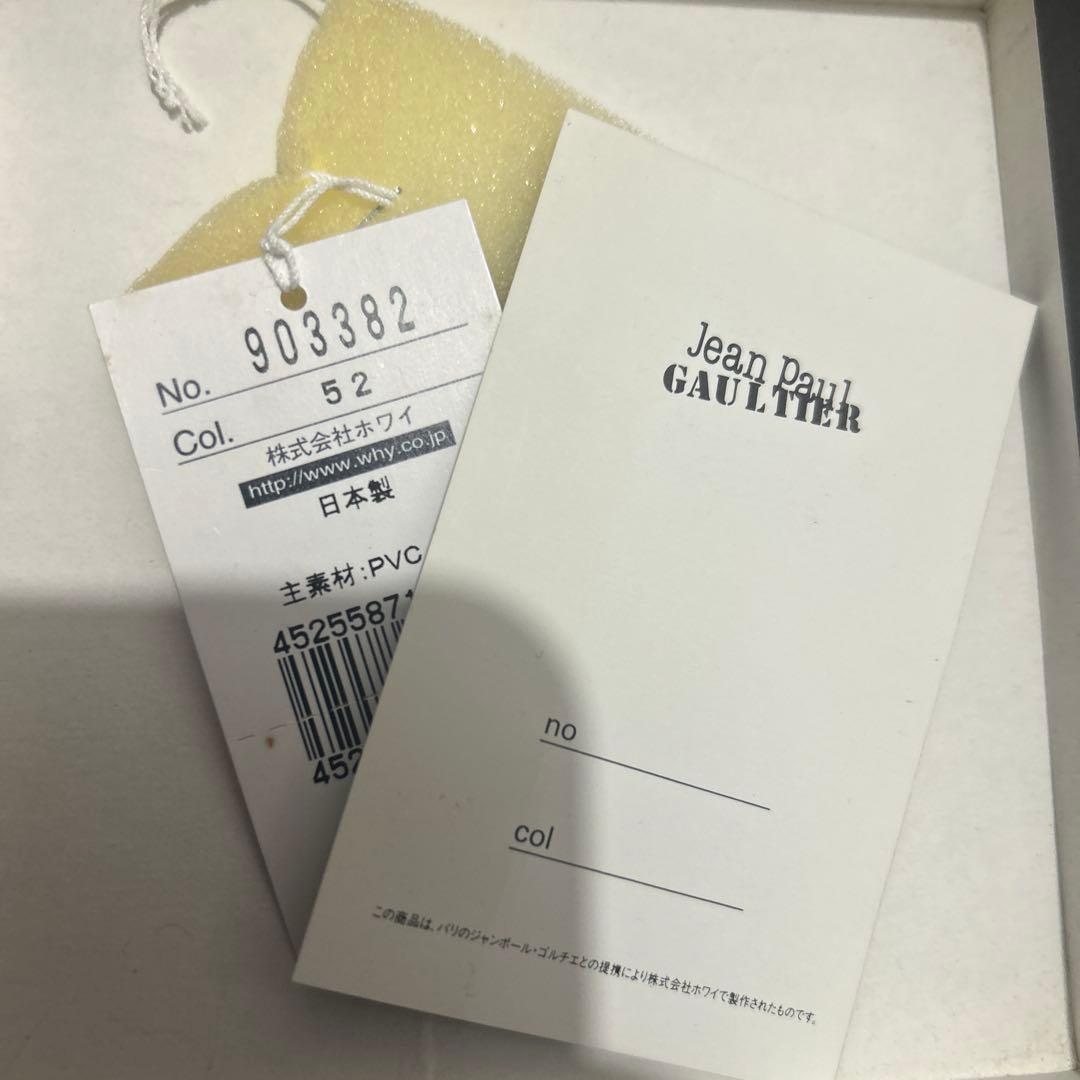 No. 903382
Col. 52
株式会社ホワイ
http://www.why.co.jp
日本製
主素材:PVC
45255871
452
Jean Paul
GAULTIER
no
col
この商品は、パリのジャンポール・ゴルチエとの提携により株式会社ホワイで製作されたものです。